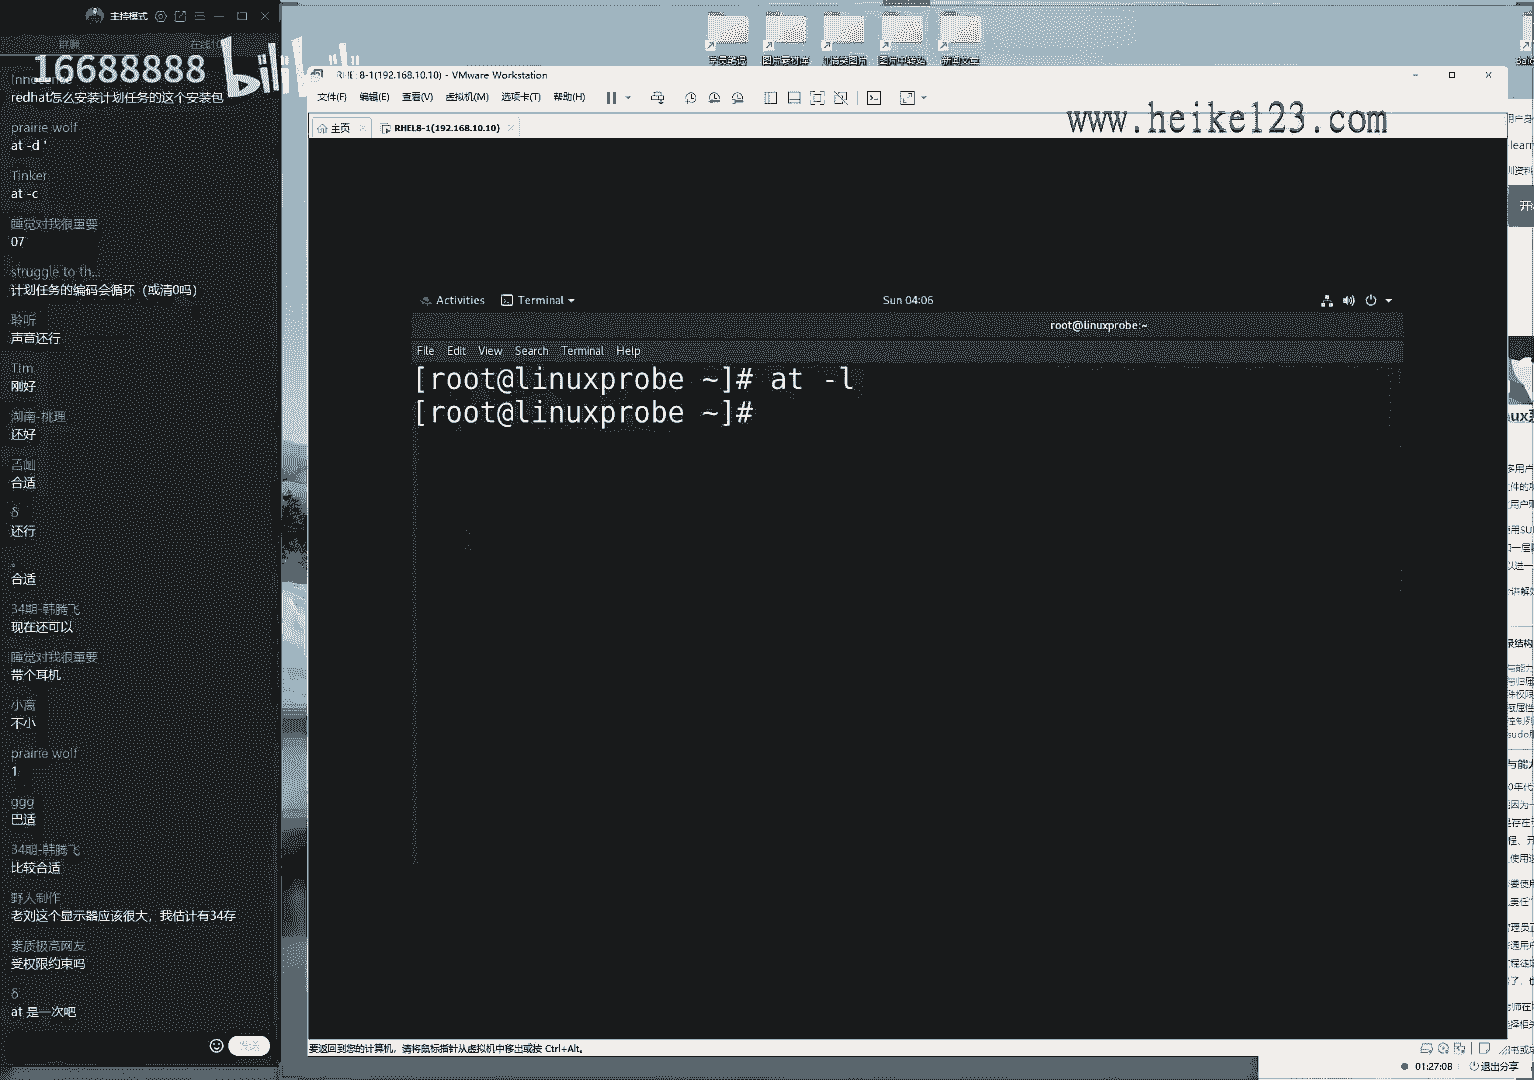 主持模式
16688888
bilibili
redhat怎么安装计划任务的这个安装包
prairie wolf
at -d '
Tinker
at -c
睡觉对我很重要
07
struggle to th...
计划任务的编码会循环（或清0吗）
聆听
声音还行
Tim
刚好
湖南-桃理
还好
合适
δ
还行
。
合适
34期-韩腾飞
现在还可以
睡觉对我很重要
带个耳机
小离
不小
prairie wolf
1
ggg
巴适
34期-韩腾飞
比较合适
野人制作
老刘这个显示器应该很大，我估计有34存
素质极高网友
受权限约束吗
δ
at 是一次吧
发送
RHEL8-1(192.168.10.10) - VMware Workstation
文件(F) 编辑(E) 查看(V) 虚拟机(M) 选项卡(T) 帮助(H)
www.heike123.com
主页 RHEL8-1(192.168.10.10)
Activities Terminal Sun 04:06
root@linuxprobe:~
File Edit View Search Terminal Help
[root@linuxprobe ~]# at -l
[root@linuxprobe ~]#
要返回到您的计算机，请将鼠标指针从虚拟机中移出或按 Ctrl+Alt。
01:27:08 退出分享